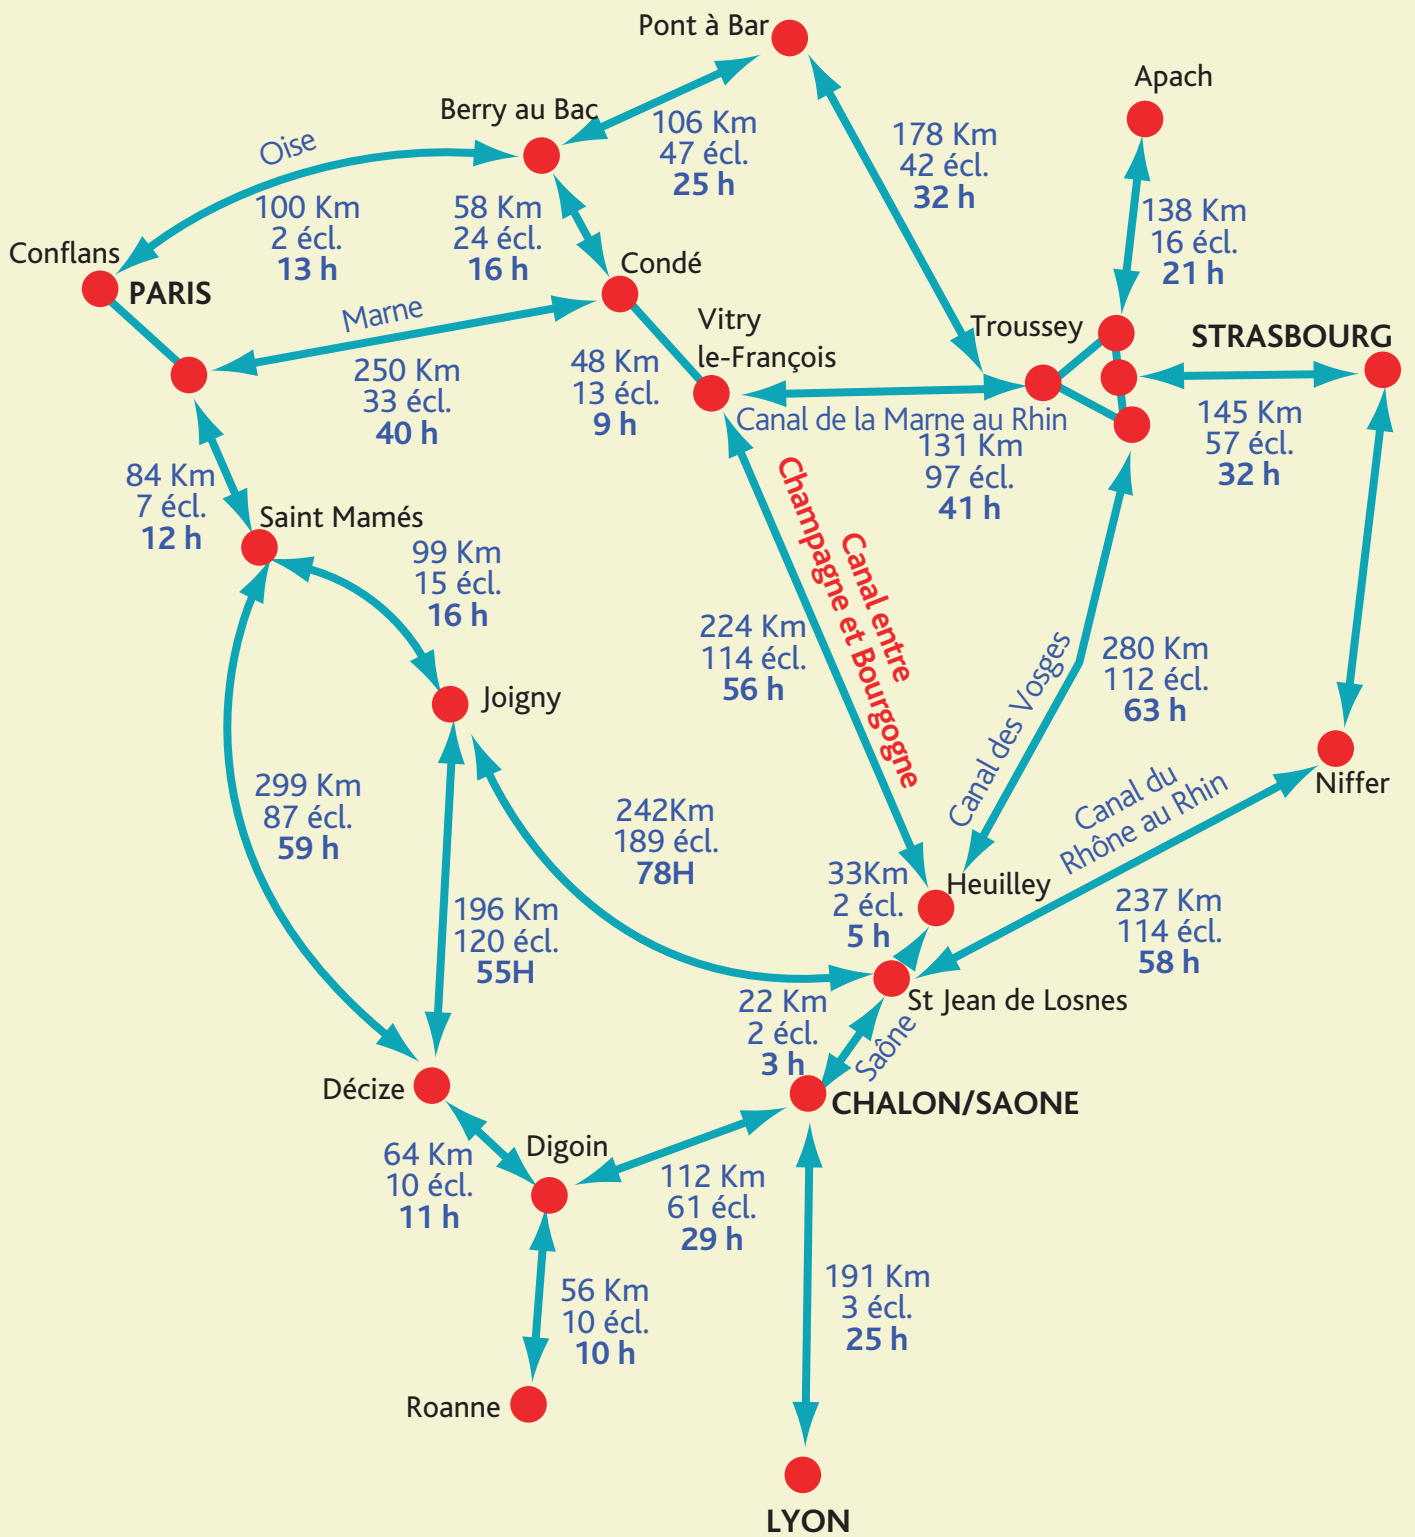 Pont à Bar
Apach
Berry au Bac
106 Km
47 écl.
25 h
178 Km
42 écl.
32 h
Oise
100 Km
2 écl.
13 h
58 Km
24 écl.
16 h
138 Km
16 écl.
21 h
Conflans
PARIS
Condé
Marne
Vitry
le-François
Troussey
STRASBOURG
250 Km
33 écl.
40 h
48 Km
13 écl.
9 h
Canal de la Marne au Rhin
131 Km
97 écl.
41 h
145 Km
57 écl.
32 h
84 Km
7 écl.
12 h
Saint Mamés
99 Km
15 écl.
16 h
Canal entre
Champagne et Bourgogne
224 Km
114 écl.
56 h
Canal des Vosges
280 Km
112 écl.
63 h
Joigny
Niffer
299 Km
87 écl.
59 h
242Km
189 écl.
78H
Canal du
Rhône au Rhin
33Km
2 écl.
5 h
Heuilley
237 Km
114 écl.
58 h
196 Km
120 écl.
55H
22 Km
2 écl.
3 h
St Jean de Losnes
Saône
Décize
CHALON/SAONE
64 Km
10 écl.
11 h
Digoin
112 Km
61 écl.
29 h
56 Km
10 écl.
10 h
191 Km
3 écl.
25 h
Roanne
LYON